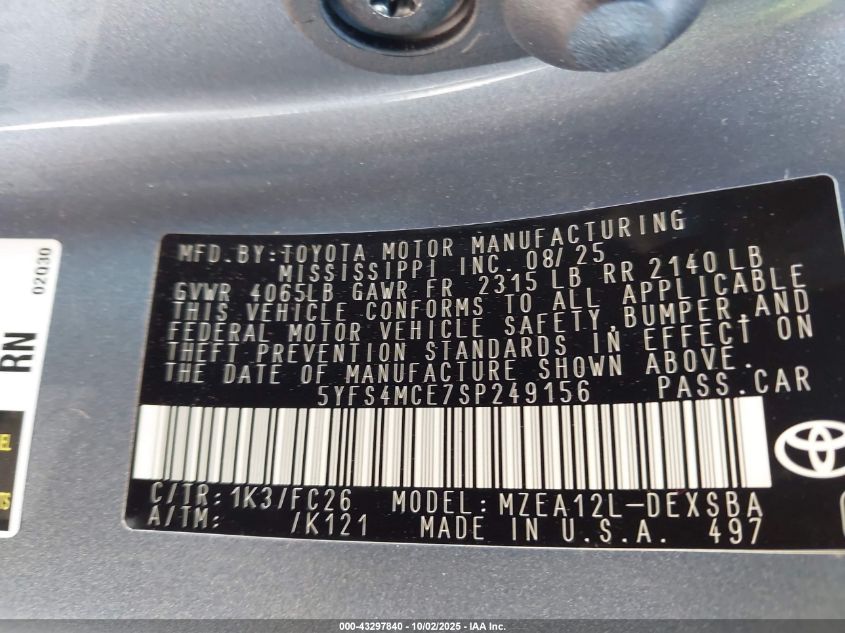 MFD. BY:TOYOTA MOTOR MANUFACTURING
MISSISSIPPI INC. 08/25
GVWR 4065LB GAWR FR 2315 LB RR 2140 LB
THIS VEHICLE CONFORMS TO ALL APPLICABLE
FEDERAL MOTOR VEHICLE SAFETY,BUMPER,AND
THEFT PREVENTION STANDARDS IN EFFECT ON
THE DATE OF MANUFACTURE SHOWN ABOVE.
5YFS4MCE7SP249156 PASS.CAR
C/TR:1K3/FC26 MODEL:MZEA12L-DEXSBA
A/TM: /K121 MADE IN U.S.A. 497
02030
RN
000-43297840 - 10/02/2025 - IAA Inc.